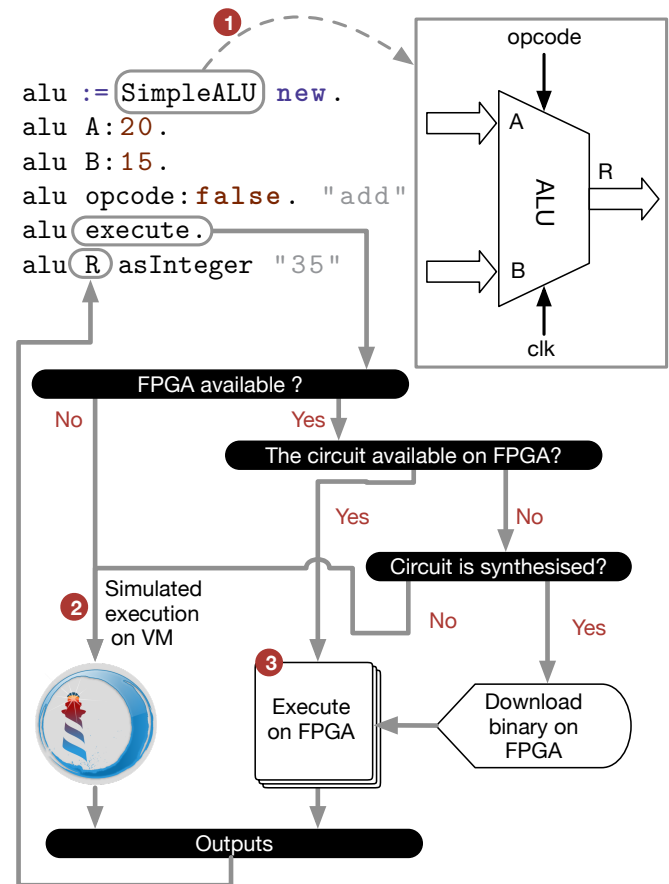 1
alu := SimpleALU new.
alu A:20.
alu B:15.
alu opcode:false. "add"
alu execute.
alu R asInteger "35"
opcode
A
ALU
R
B
clk
FPGA available ?
No
Yes
The circuit available on FPGA?
Yes
No
Circuit is synthesised?
No
Yes
2
Simulated
execution
on VM
3
Execute
on FPGA
Download
binary on
FPGA
Outputs